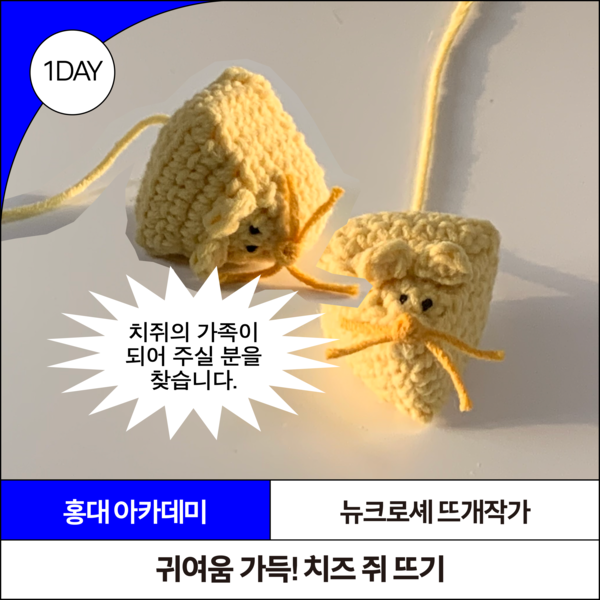 1DAY
치쥐의 가족이
되어 주실 분을
찾습니다.
홍대 아카데미
뉴크로셰 뜨개작가
귀여움 가득! 치즈 쥐 뜨기